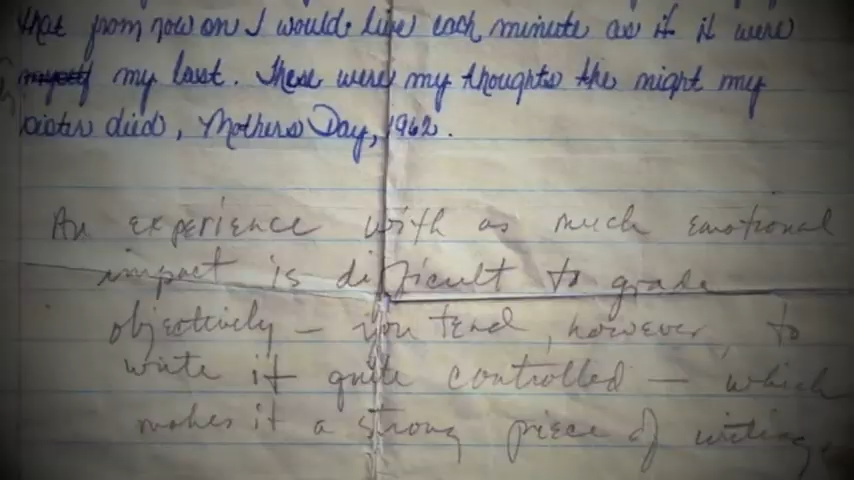 that from now on I would live each minute as if it were
my last. These were my thoughts the night my
sister died, Mothers Day, 1962.
An experience with as much emotional
impact is difficult to grade
objectively — you tend, however, to
write it quite controlled — which
makes it a strong piece of writing.